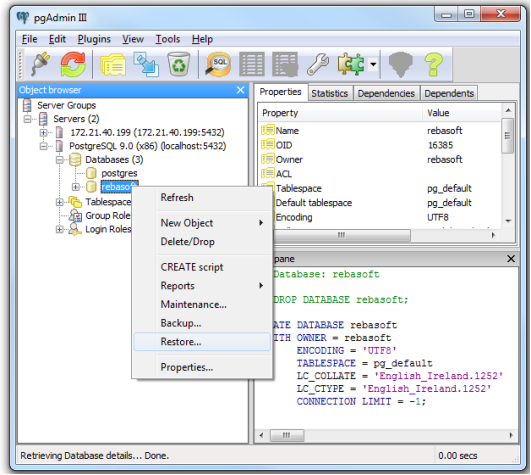 pgAdmin III
File Edit Plugins View Tools Help
SQL
Object browser
Server Groups
Servers (2)
172.21.40.199 (172.21.40.199:5432)
PostgreSQL 9.0 (x86) (localhost:5432)
Databases (3)
postgres
rebasoft
Tablespace
Group Role
Login Roles
Refresh
New Object
Delete/Drop
CREATE script
Reports
Maintenance...
Backup...
Restore...
Properties...
Properties Statistics Dependencies Dependents
Property Value
Name rebasoft
OID 16385
Owner rebasoft
ACL
Tablespace pg_default
Default tablespace pg_default
Encoding UTF8
pane
Database: rebasoft
DROP DATABASE rebasoft;
ATE DATABASE rebasoft
ITH OWNER = rebasoft
ENCODING = 'UTF8'
TABLESPACE = pg_default
LC_COLLATE = 'English_Ireland.1252'
LC_CTYPE = 'English_Ireland.1252'
CONNECTION LIMIT = -1;
Retrieving Database details... Done.
0.00 secs